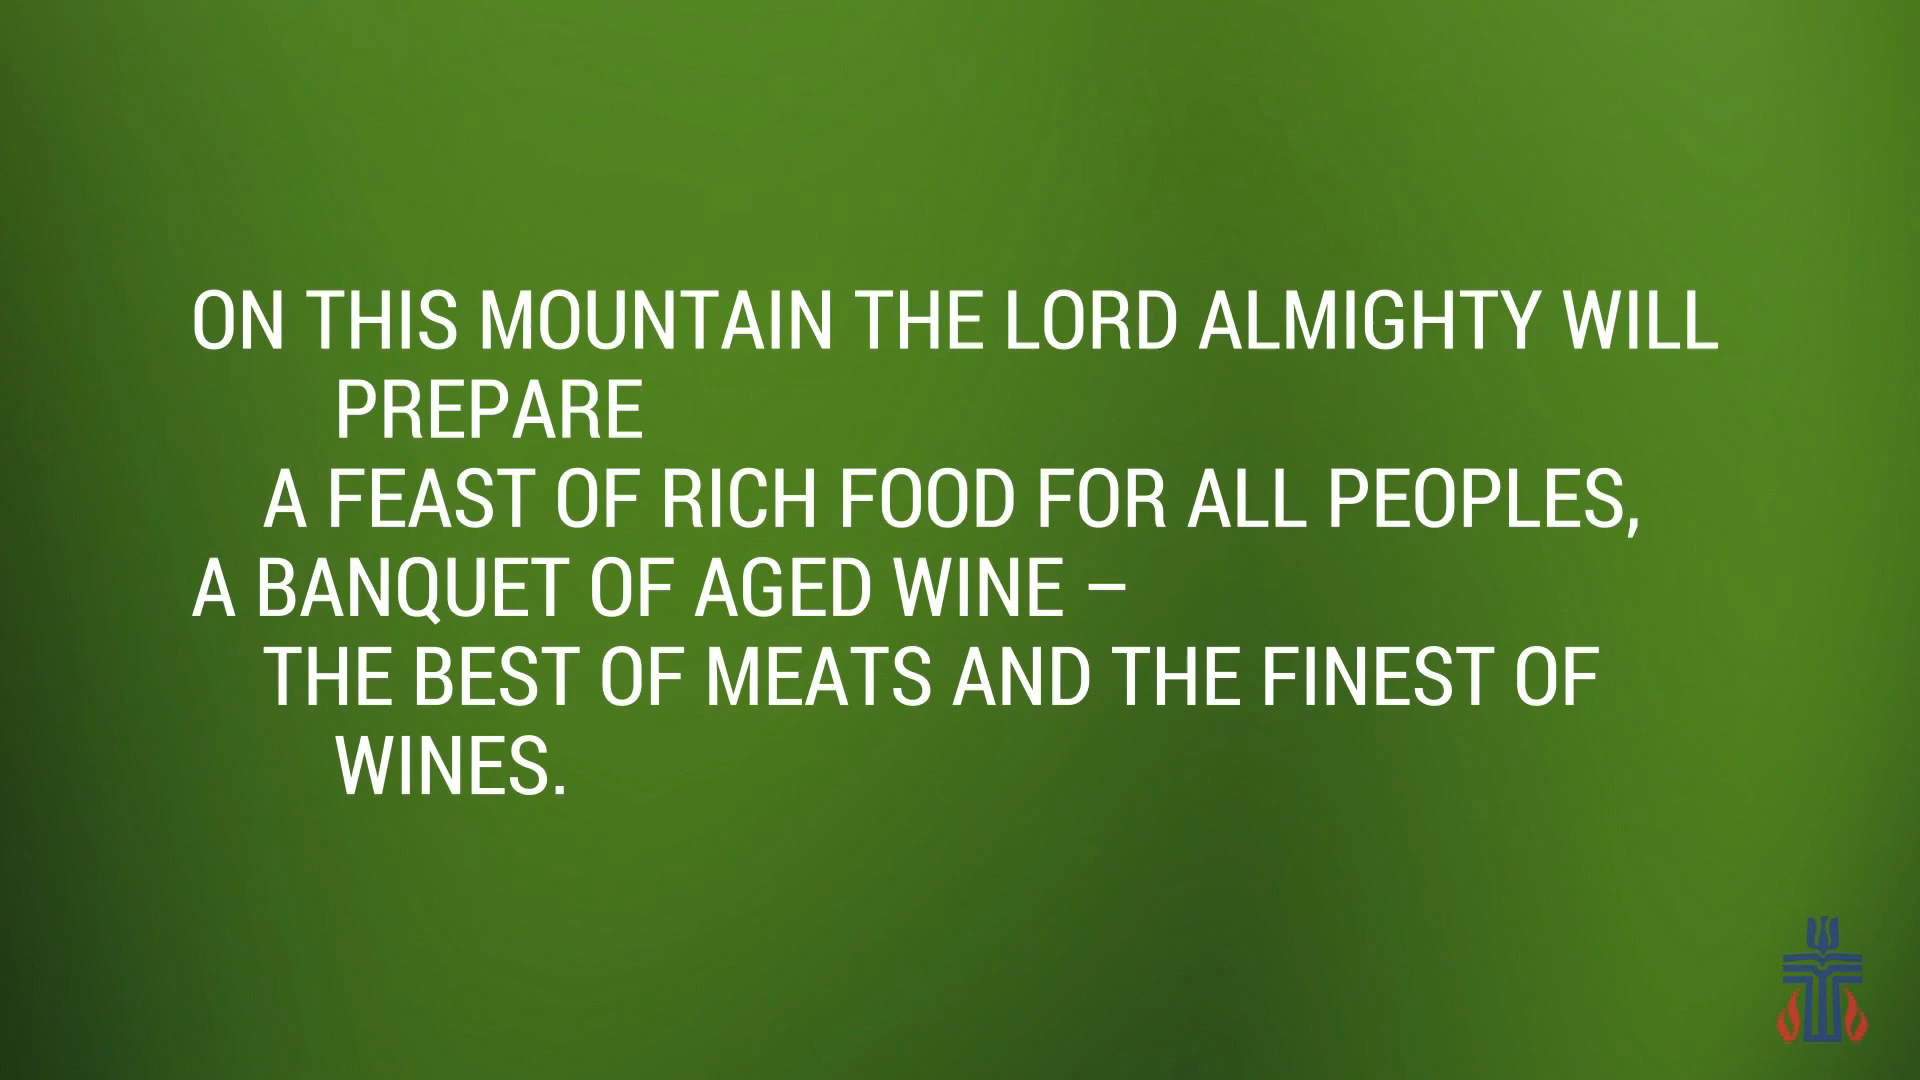 ON THIS MOUNTAIN THE LORD ALMIGHTY WILL
PREPARE
A FEAST OF RICH FOOD FOR ALL PEOPLES,
A BANQUET OF AGED WINE –
THE BEST OF MEATS AND THE FINEST OF
WINES.